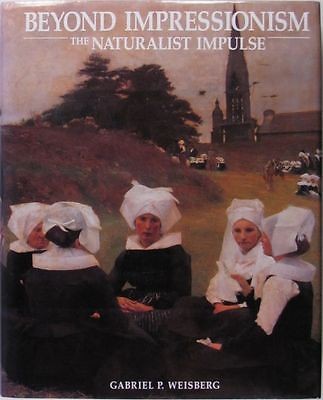 BEYOND IMPRESSIONISM
THE NATURALIST IMPULSE
GABRIEL P. WEISBERG